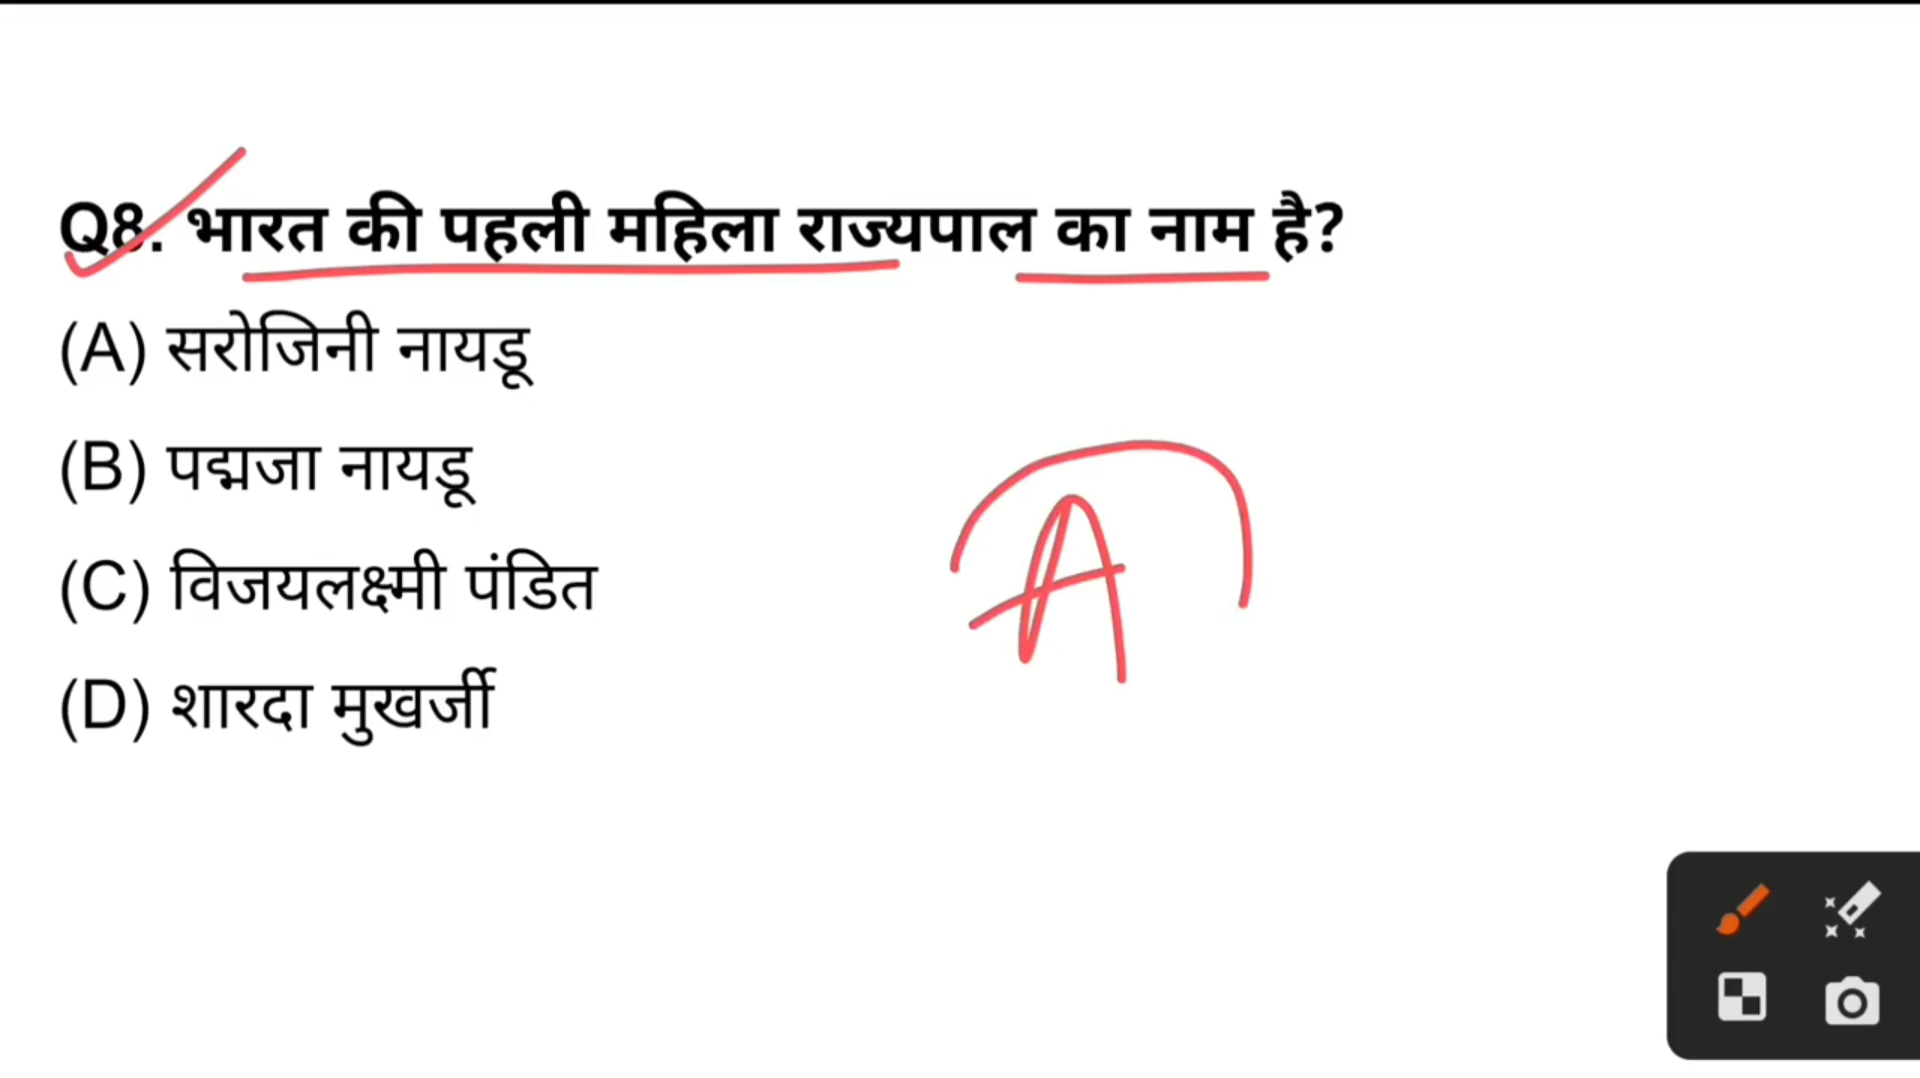 Q8. भारत की पहली महिला राज्यपाल का नाम है?
(A) सरोजिनी नायडू
(B) पद्मजा नायडू
A
(C) विजयलक्ष्मी पंडित
(D) शारदा मुखर्जी